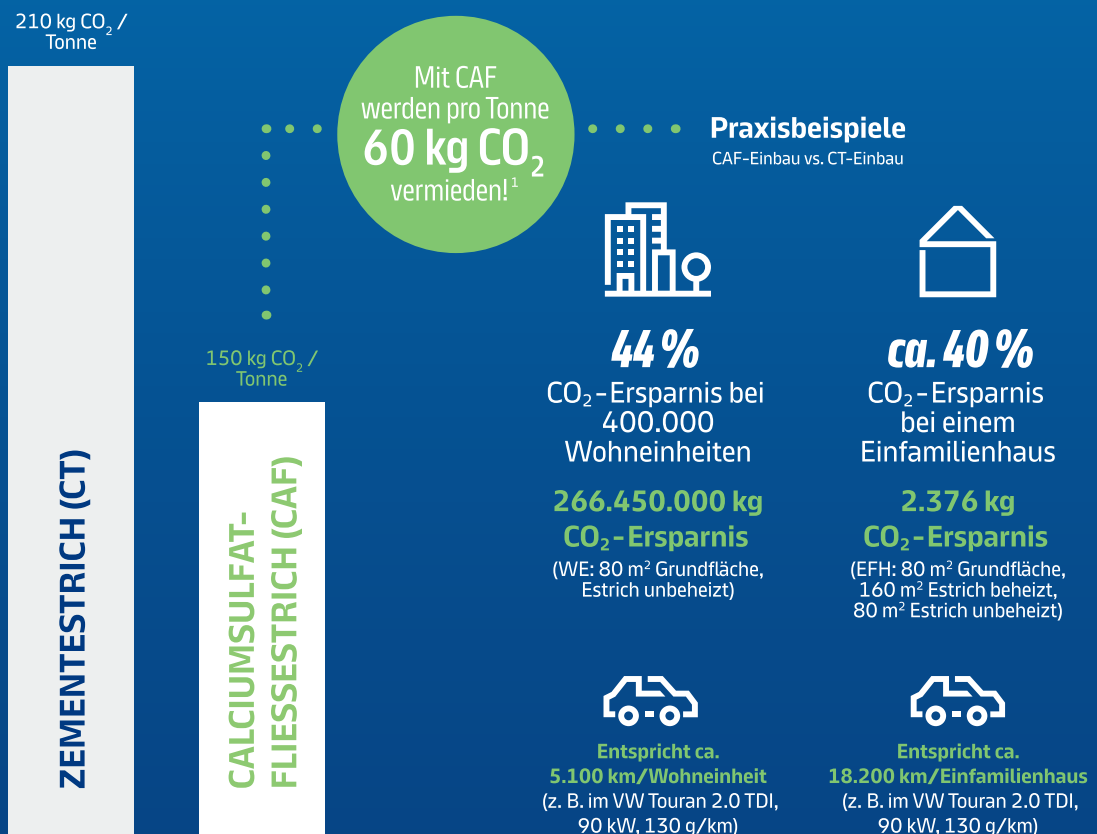 210 kg CO₂ /
Tonne
ZEMENTESTRICH (CT)
150 kg CO₂ /
Tonne
CALCIUMSULFAT-
FLIESSESTRICH (CAF)
Mit CAF
werden pro Tonne
60 kg CO₂
vermieden!¹
Praxisbeispiele
CAF-Einbau vs. CT-Einbau
44 %
CO₂-Ersparnis bei
400.000
Wohneinheiten
266.450.000 kg
CO₂-Ersparnis
(WE: 80 m² Grundfläche,
Estrich unbeheizt)
Entspricht ca.
5.100 km/Wohneinheit
(z. B. im VW Touran 2.0 TDI,
90 kW, 130 g/km)
ca. 40 %
CO₂-Ersparnis
bei einem
Einfamilienhaus
2.376 kg
CO₂-Ersparnis
(EFH: 80 m² Grundfläche,
160 m² Estrich beheizt,
80 m² Estrich unbeheizt)
Entspricht ca.
18.200 km/Einfamilienhaus
(z. B. im VW Touran 2.0 TDI,
90 kW, 130 g/km)